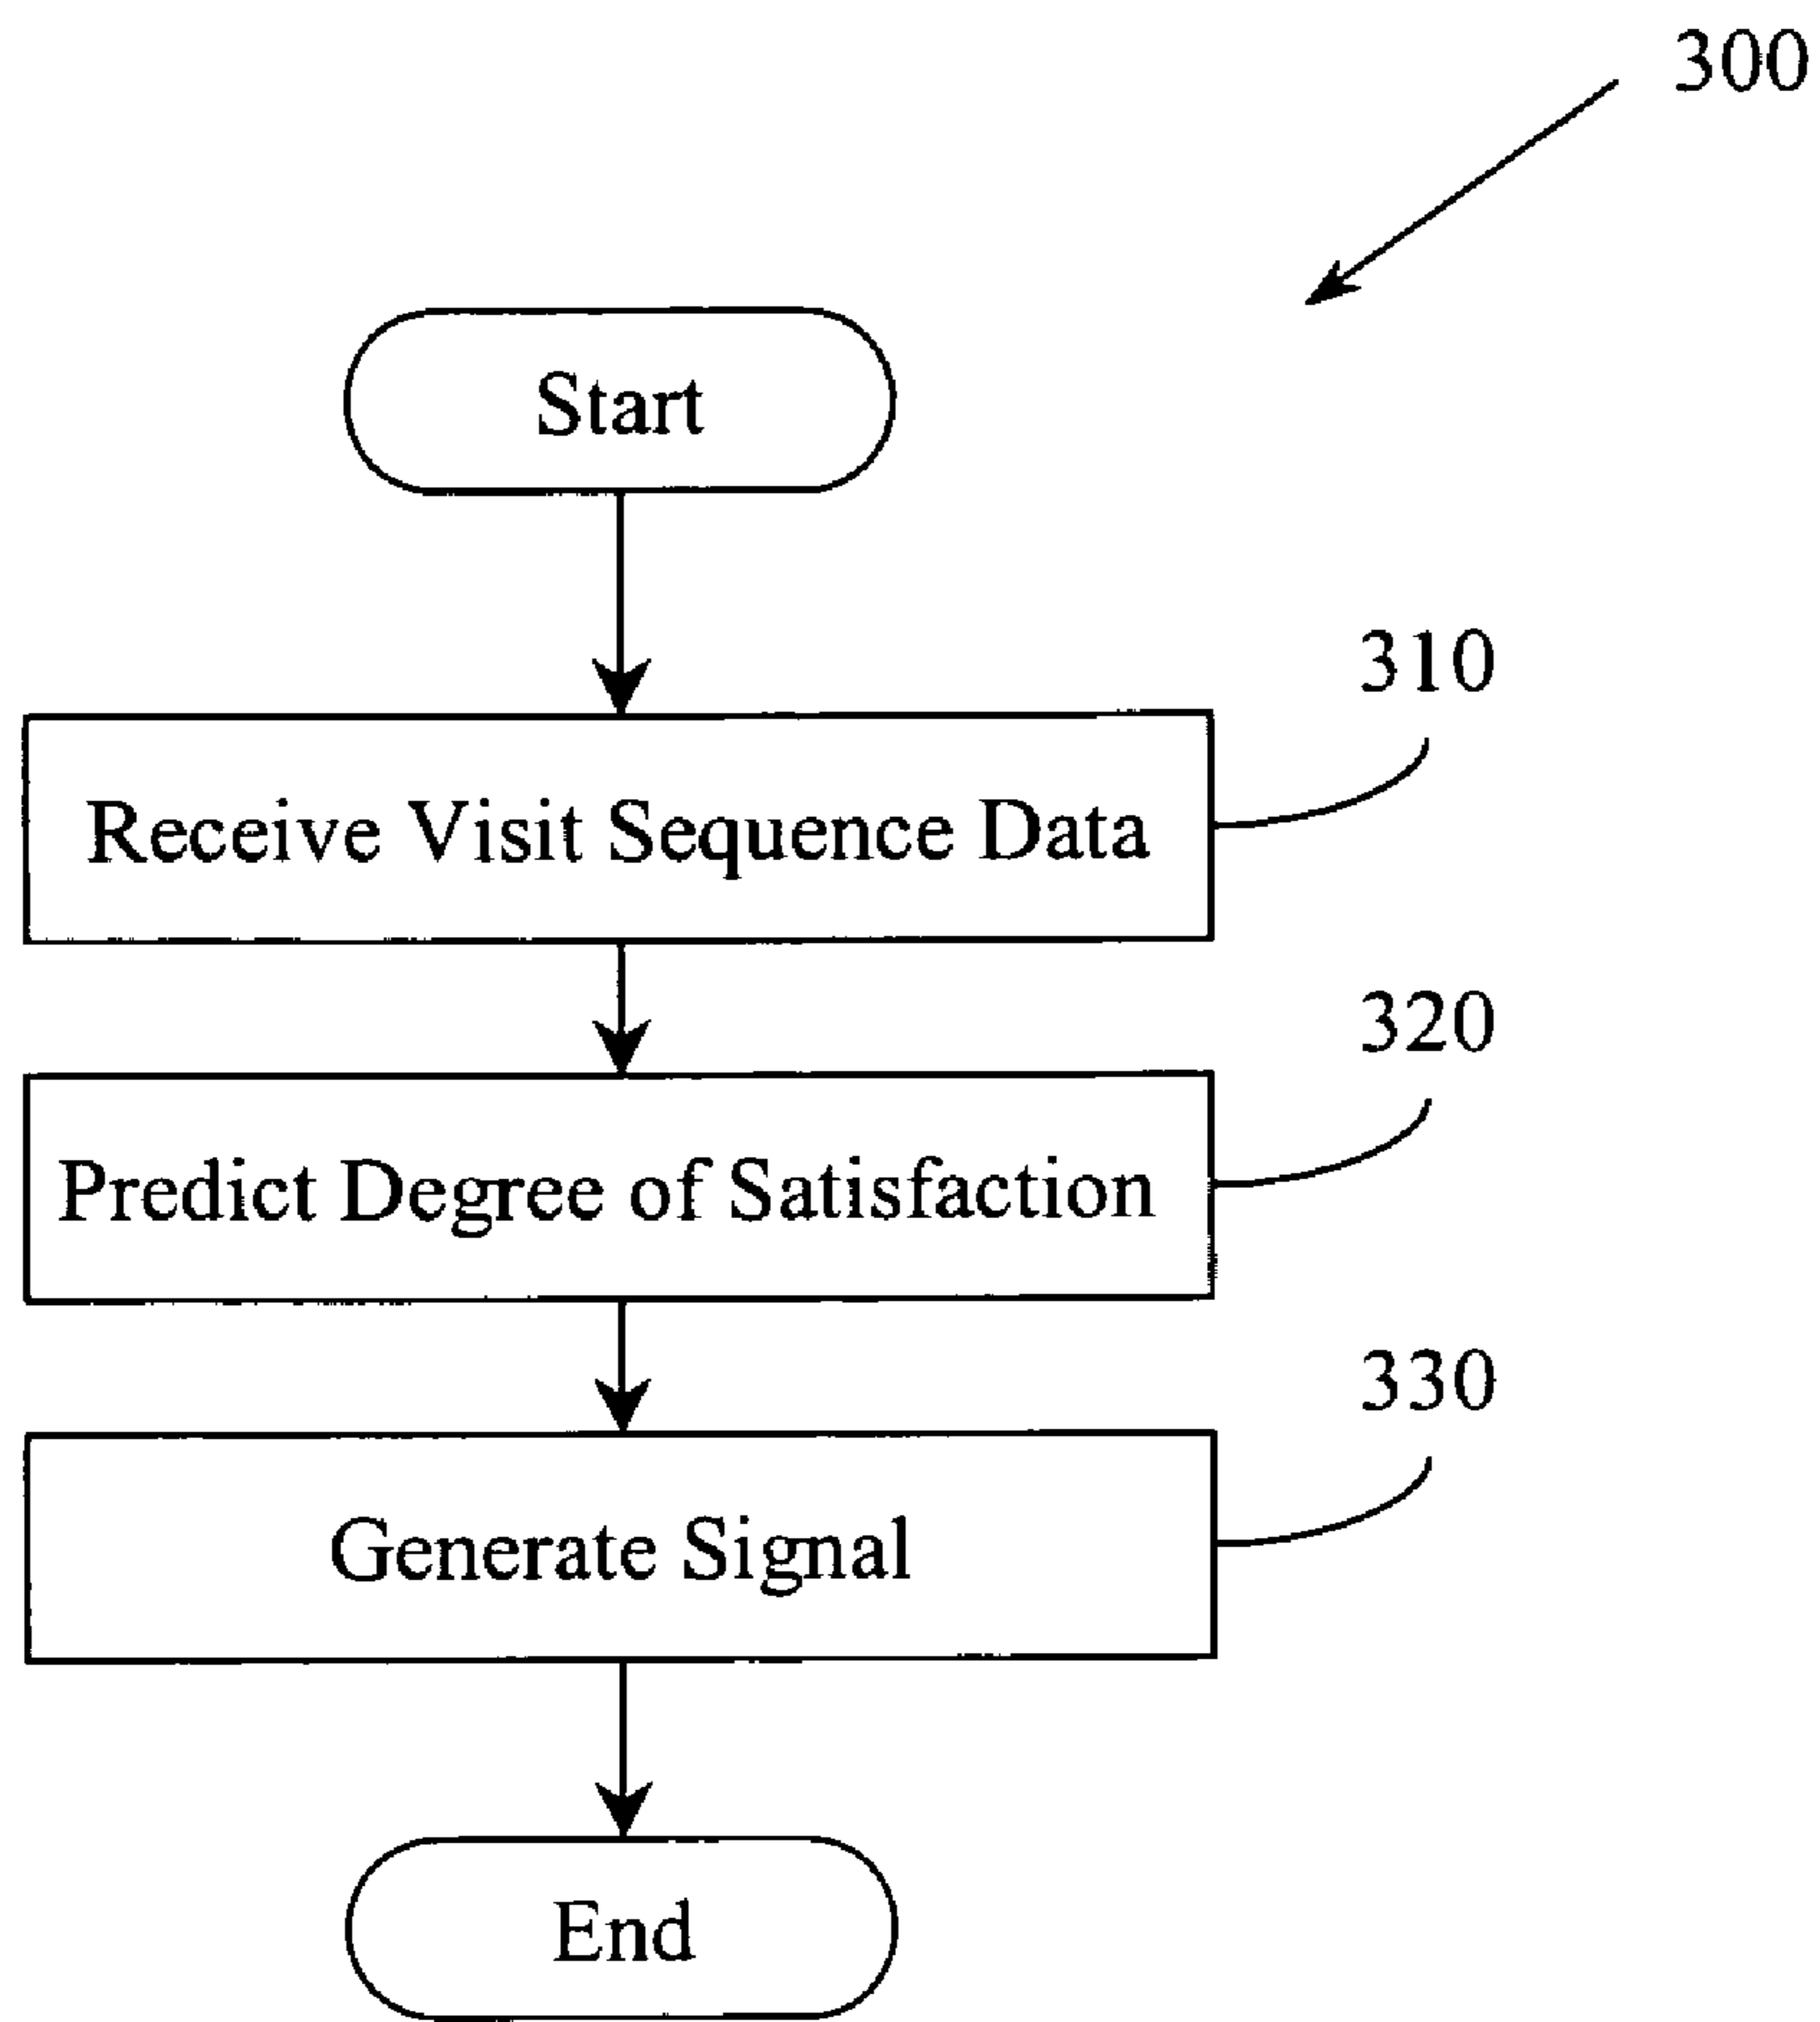 300
Start
310
Receive Visit Sequence Data
320
Predict Degree of Satisfaction
330
Generate Signal
End